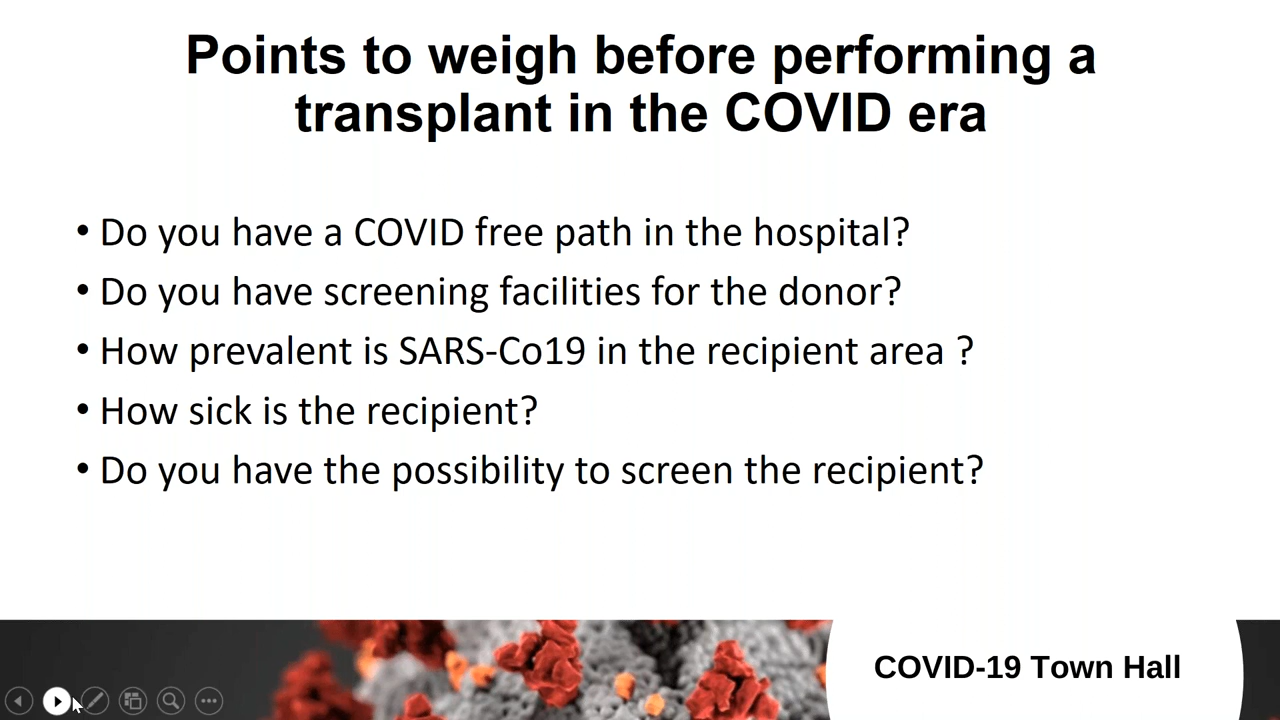 Points to weigh before performing a
transplant in the COVID era
• Do you have a COVID free path in the hospital?
• Do you have screening facilities for the donor?
• How prevalent is SARS-Co19 in the recipient area ?
• How sick is the recipient?
• Do you have the possibility to screen the recipient?
COVID-19 Town Hall